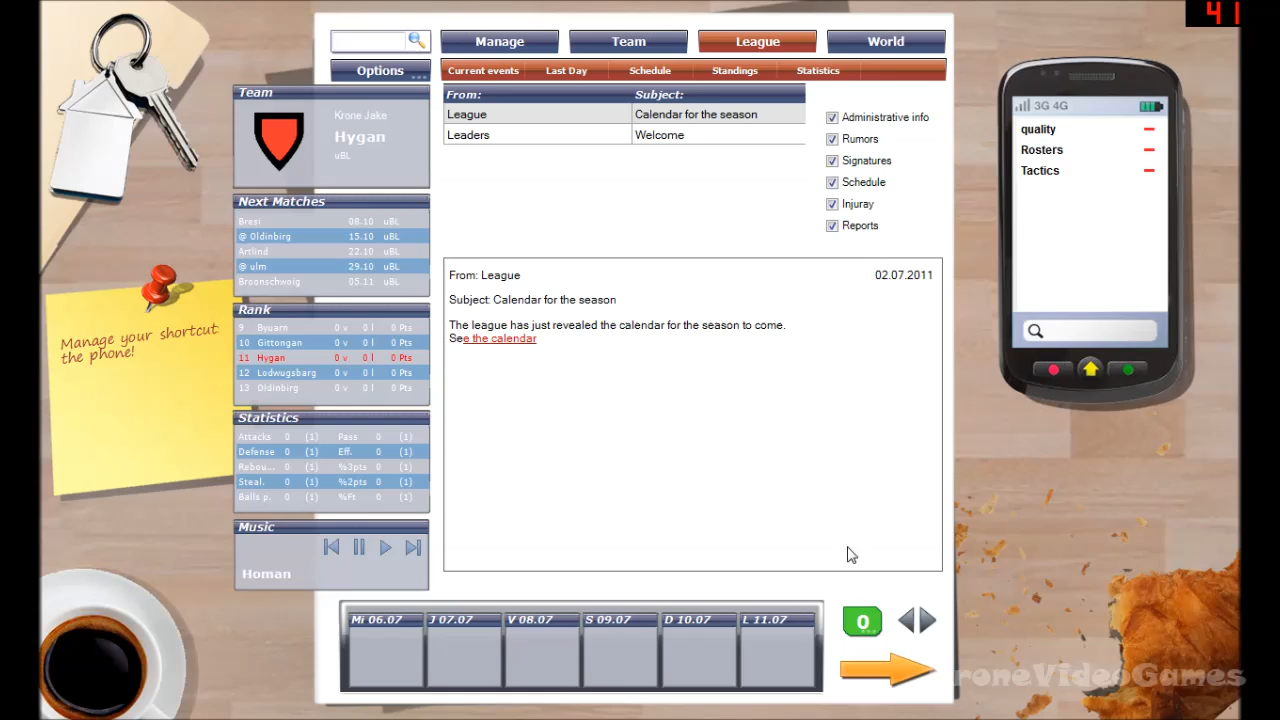 41
Manage
Team
League
World
Options
Current events
Last Day
Schedule
Standings
Statistics
Team
Krone Jake
Hygan
uBL
Next Matches
Bresi 08.10 uBL
@ Oldinbirg 15.10 uBL
Artlind 22.10 uBL
@ ulm 29.10 uBL
Broonschwoig 05.11 uBL
Rank
9 Byuarn 0 v 0 l 0 Pts
10 Gittongan 0 v 0 l 0 Pts
11 Hygan 0 v 0 l 0 Pts
12 Lodwugsbarg 0 v 0 l 0 Pts
13 Oldinbirg 0 v 0 l 0 Pts
Statistics
Attacks 0 (1) Pass 0 (1)
Defense 0 (1) Eff. 0 (1)
Rebou... 0 (1) %3pts 0 (1)
Steal. 0 (1) %2pts 0 (1)
Balls p. 0 (1) %Ft 0 (1)
Music
Homan
From: Subject:
League Calendar for the season
Leaders Welcome
Administrative info
Rumors
Signatures
Schedule
Injuray
Reports
From: League 02.07.2011
Subject: Calendar for the season
The league has just revealed the calendar for the season to come.
See the calendar
Mi 06.07
J 07.07
V 08.07
S 09.07
D 10.07
L 11.07
0
Manage your shortcut
the phone!
3G 4G
quality
Rosters
Tactics
roneVideoGames